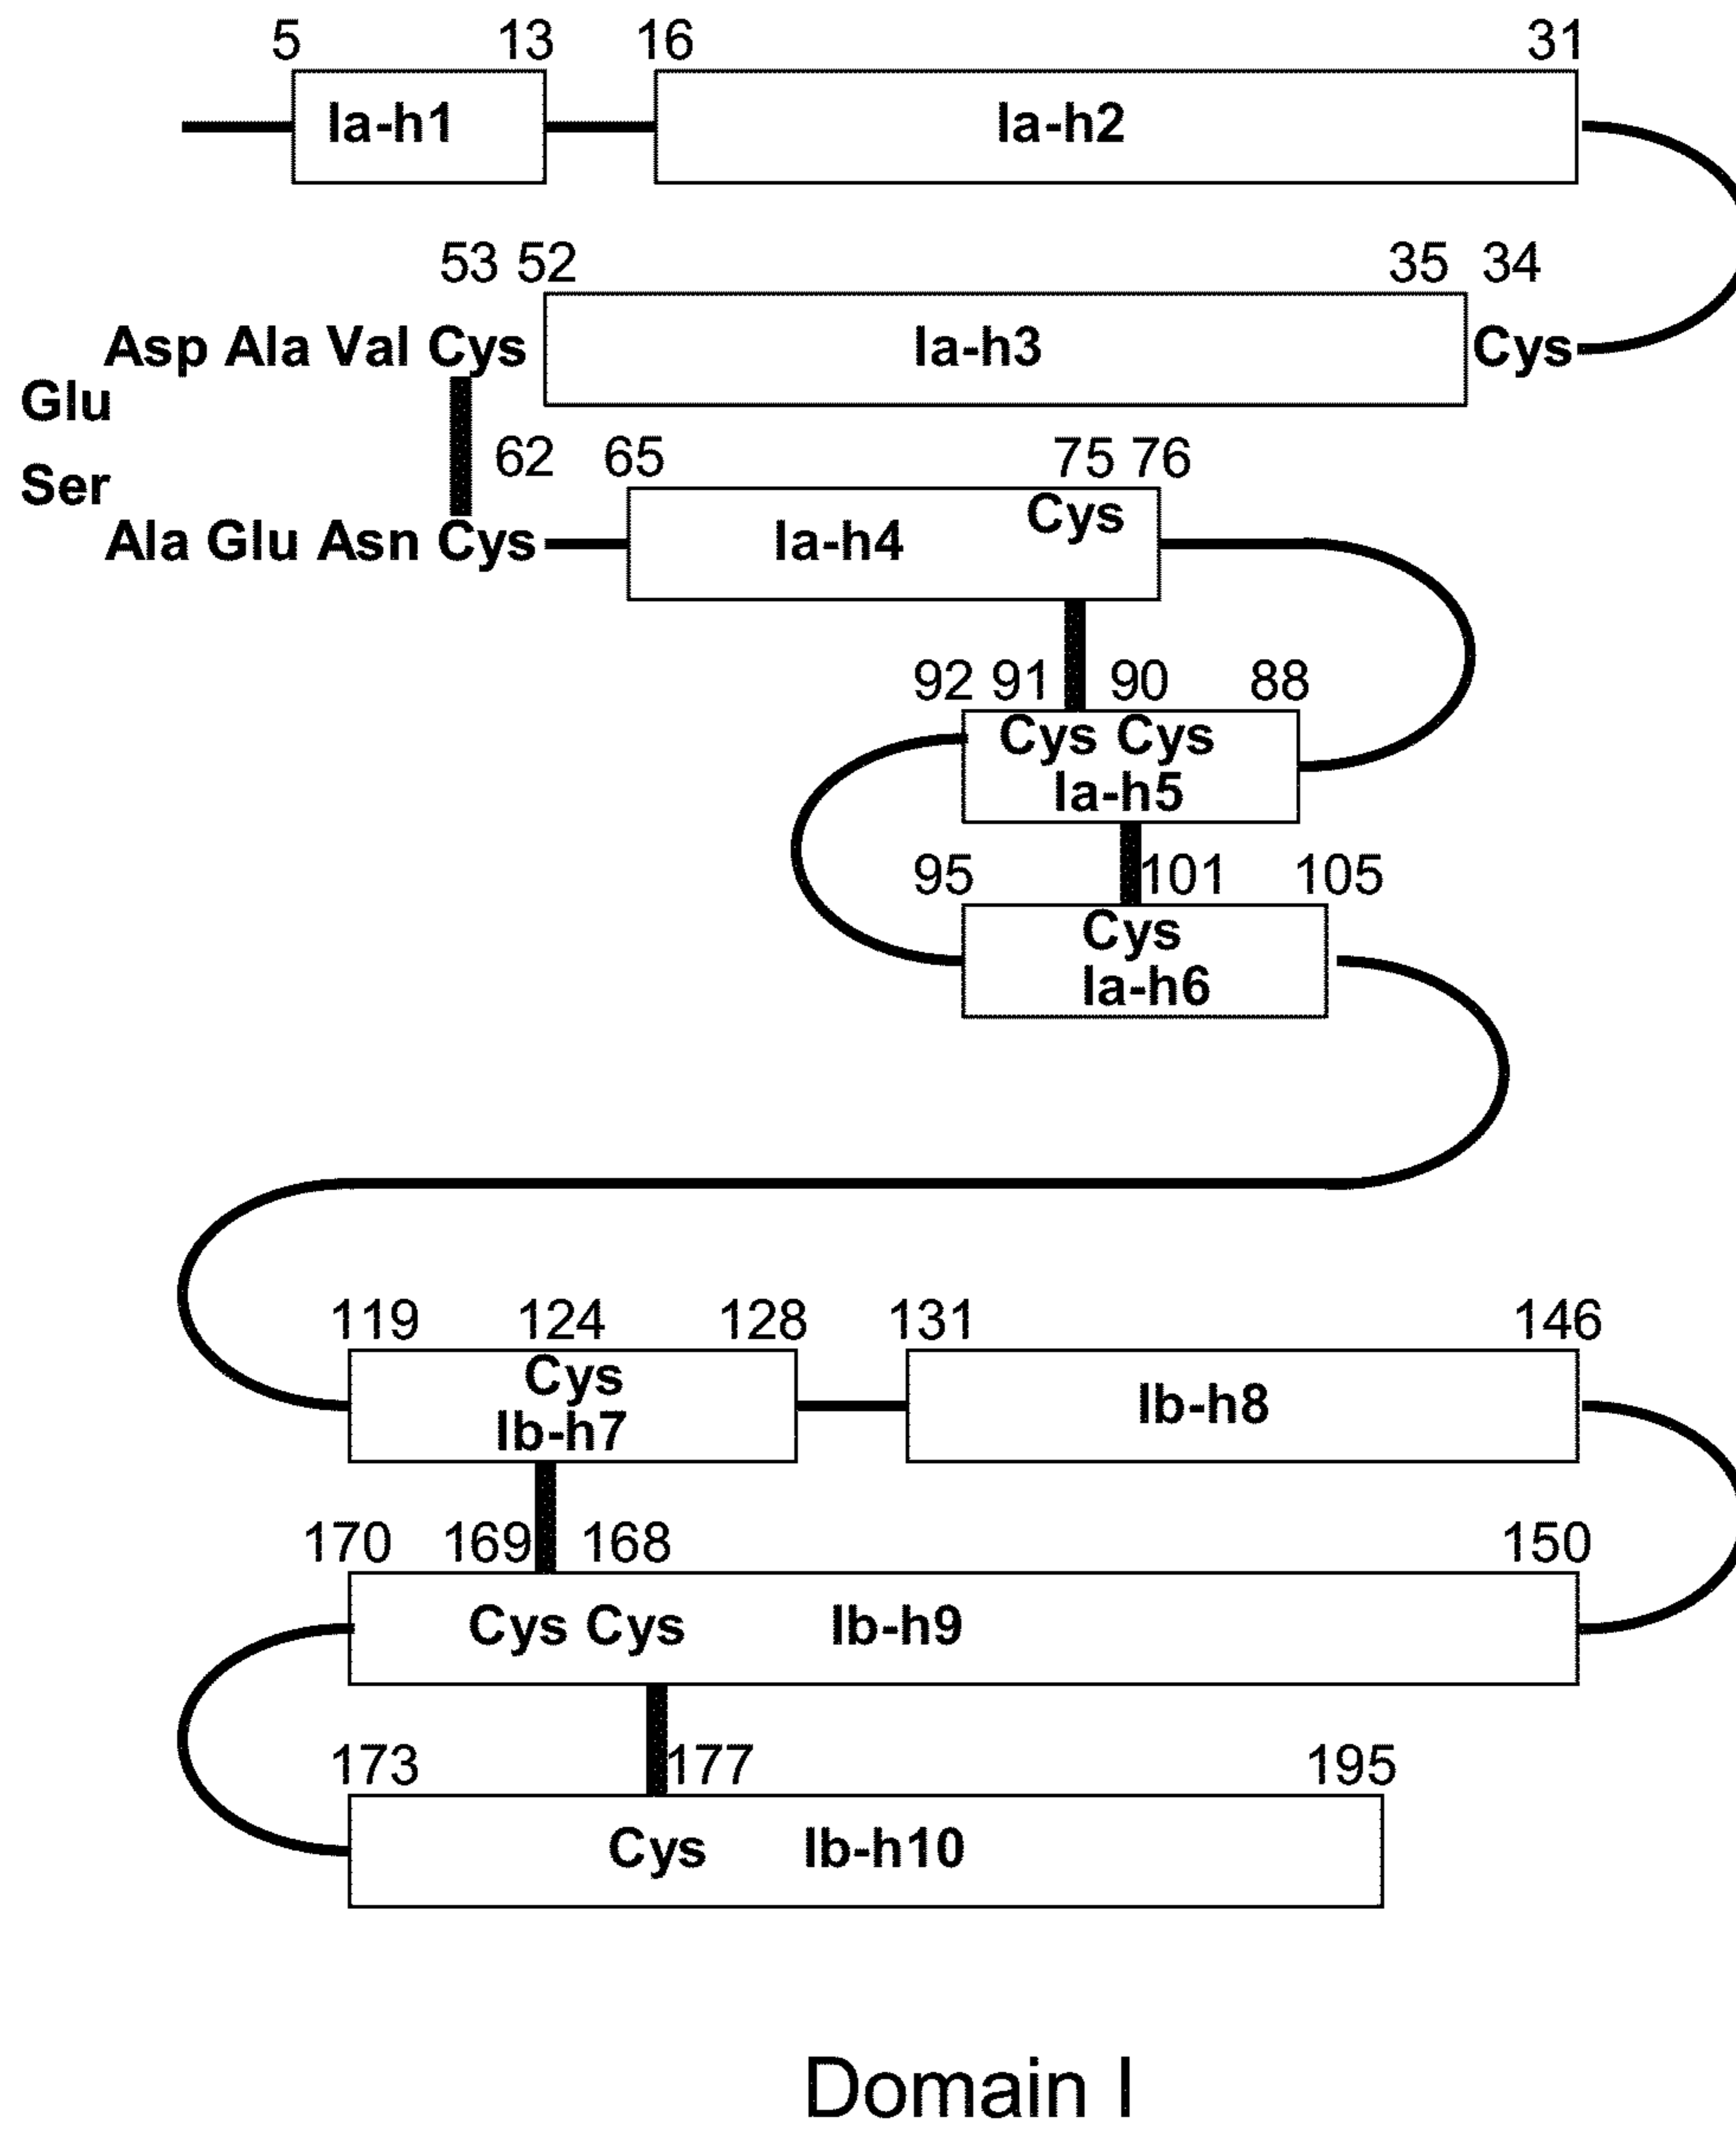 5 13 16 31
Ia-h1 Ia-h2
53 52 35 34
Asp Ala Val Cys Ia-h3 Cys
Glu
62 65 75 76
Ser Cys
Ala Glu Asn Cys Ia-h4
92 91 90 88
Cys Cys
Ia-h5
95 101 105
Cys
Ia-h6
119 124 128 131 146
Cys
Ib-h7 Ib-h8
170 169 168 150
Cys Cys Ib-h9
173 177 195
Cys Ib-h10
Domain I